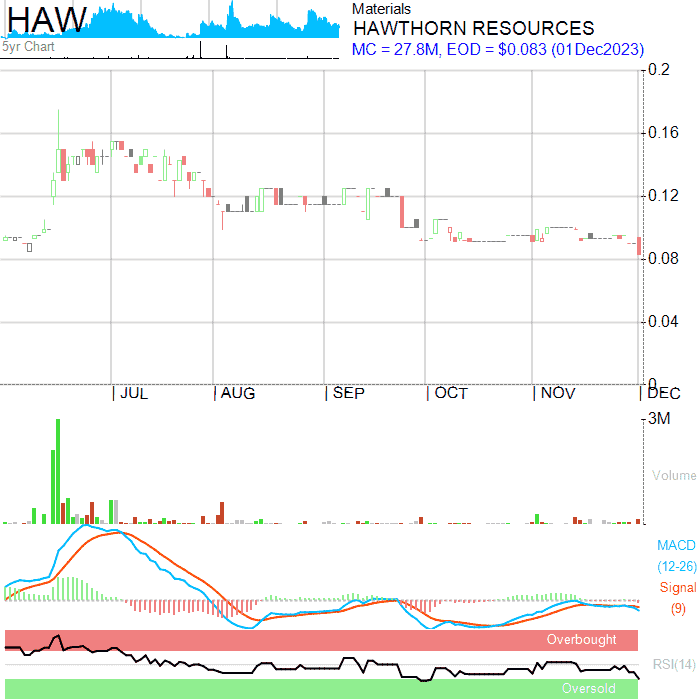 HAW
5yr Chart
Materials
HAWTHORN RESOURCES
MC = 27.8M, EOD = $0.083 (01Dec2023)
0.2
0.16
0.12
0.08
0.04
0
JUL AUG SEP OCT NOV DEC
3M
Volume
MACD
(12-26)
Signal
(9)
Overbought
RSI(14)
Oversold